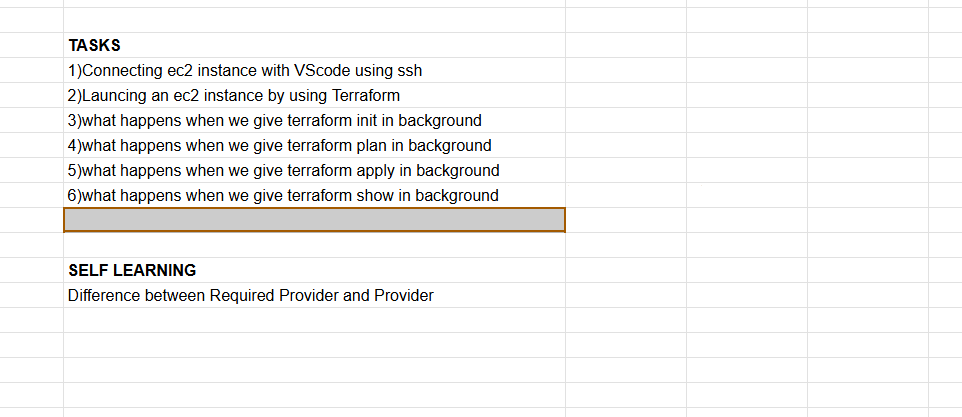 TASKS
1)Connecting ec2 instance with VScode using ssh
2)Launcing an ec2 instance by using Terraform
3)what happens when we give terraform init in background
4)what happens when we give terraform plan in background
5)what happens when we give terraform apply in background
6)what happens when we give terraform show in background
SELF LEARNING
Difference between Required Provider and Provider